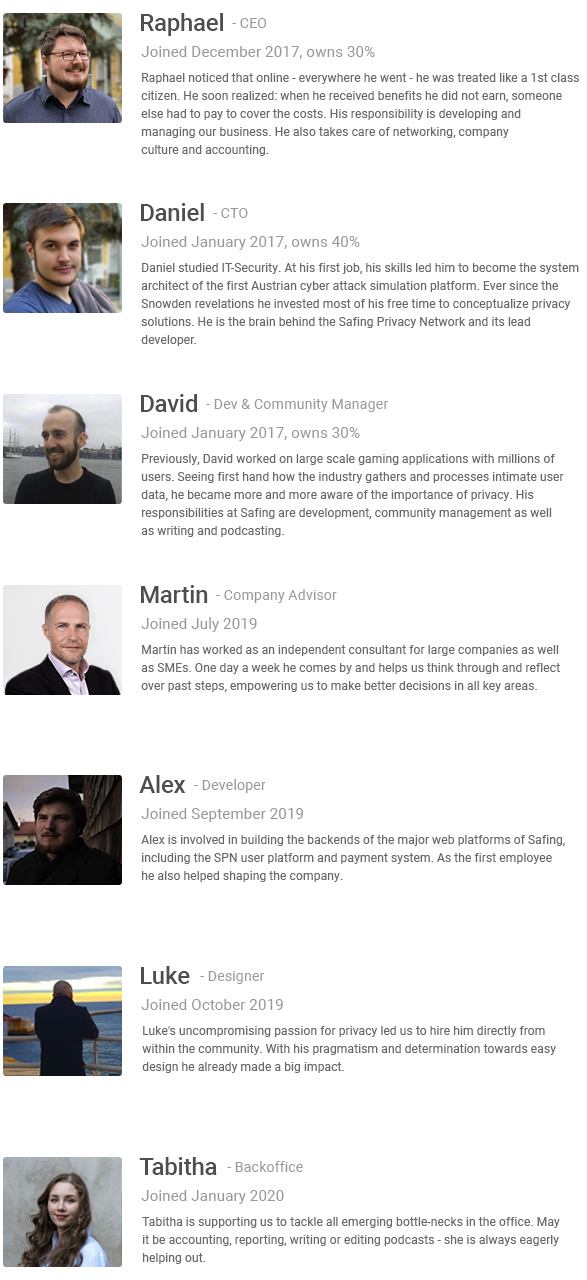 Raphael - CEO
Joined December 2017, owns 30%
Raphael noticed that online - everywhere he went - he was treated like a 1st class
citizen. He soon realized: when he received benefits he did not earn, someone
else had to pay to cover the costs. His responsibility is developing and
managing our business. He also takes care of networking, company
culture and accounting.
Daniel - CTO
Joined January 2017, owns 40%
Daniel studied IT-Security. At his first job, his skills led him to become the system
architect of the first Austrian cyber attack simulation platform. Ever since the
Snowden revelations he invested most of his free time to conceptualize privacy
solutions. He is the brain behind the Safing Privacy Network and its lead
developer.
David - Dev & Community Manager
Joined January 2017, owns 30%
Previously, David worked on large scale gaming applications with millions of
users. Seeing first hand how the industry gathers and processes intimate user
data, he became more and more aware of the importance of privacy. His
responsibilities at Safing are development, community management as well
as writing and podcasting.
Martin - Company Advisor
Joined July 2019
Martin has worked as an independent consultant for large companies as well
as SMEs. One day a week he comes by and helps us think through and reflect
over past steps, empowering us to make better decisions in all key areas.
Alex - Developer
Joined September 2019
Alex is involved in building the backends of the major web platforms of Safing,
including the SPN user platform and payment system. As the first employee
he also helped shaping the company.
Luke - Designer
Joined October 2019
Luke's uncompromising passion for privacy led us to hire him directly from
within the community. With his pragmatism and determination towards easy
design he already made a big impact.
Tabitha - Backoffice
Joined January 2020
Tabitha is supporting us to tackle all emerging bottle-necks in the office. May
it be accounting, reporting, writing or editing podcasts - she is always eagerly
helping out.